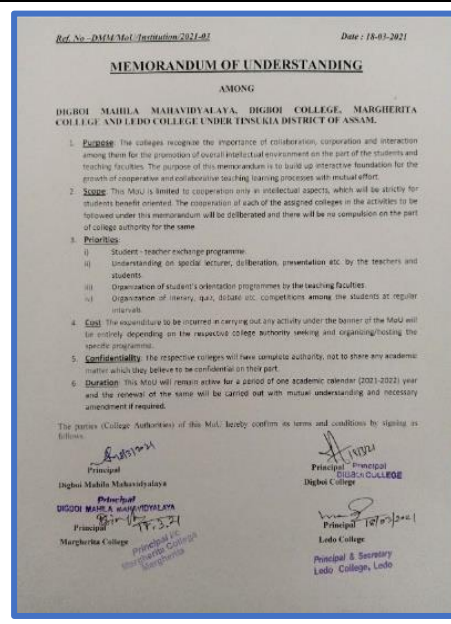 Ref. No –DMM/MoU/Institution/2021-03
Date : 18-03-2021
MEMORANDUM OF UNDERSTANDING
AMONG
DIGBOI MAHILA MAHAVIDYALAYA, DIGBOI COLLEGE, MARGHERITA
COLLEGE AND LEDO COLLEGE UNDER TINSUKIA DISTRICT OF ASSAM.
1. Purpose: The colleges recognize the importance of collaboration, corporation and interaction
among them for the promotion of overall intellectual environment on the part of the students and
teaching faculties. The purpose of this memorandum is to build up interactive foundation for the
growth of cooperative and collaborative teaching learning processes with mutual effort.
2. Scope: This MoU is limited to cooperation only in intellectual aspects, which will be strictly for
students benefit oriented. The cooperation of each of the assigned colleges in the activities to be
followed under this memorandum will be deliberated and there will be no compulsion on the part
of college authority for the same.
3. Priorities:
i) Student - teacher exchange programme.
ii) Understanding on special lecturer, deliberation, presentation etc. by the teachers and
students.
iii) Organization of student's orientation programmes by the teaching faculties.
iv) Organization of literary, quiz, debate etc. competitions among the students at regular
intervals.
4. Cost: The expenditure to be incurred in carrying out any activity under the banner of the MoU will
be entirely depending on the respective college authority seeking and organizing/hosting the
specific programme.
5. Confidentiality: The respective colleges will have complete authority, not to share any academic
matter which they believe to be confidential on their part.
6. Duration: This MoU will remain active for a period of one academic calendar (2021-2022) year
and the renewal of the same will be carried out with mutual understanding and necessary
amendment if required.
The parties (College Authorities) of this MoU hereby confirm its terms and conditions by signing as
follows.
Principal
Digboi Mahila Mahavidyalaya
Principal
DIGBOI MAHILA MAHAVIDYALAYA
Principal
Principal
DIGBOI COLLEGE
Digboi College
Principal
17.3.21
Margherita College
Principal i/c
Margherita College
Margherita
Principal
18/03/2021
Ledo College
Principal & Secretary
Ledo College, Ledo